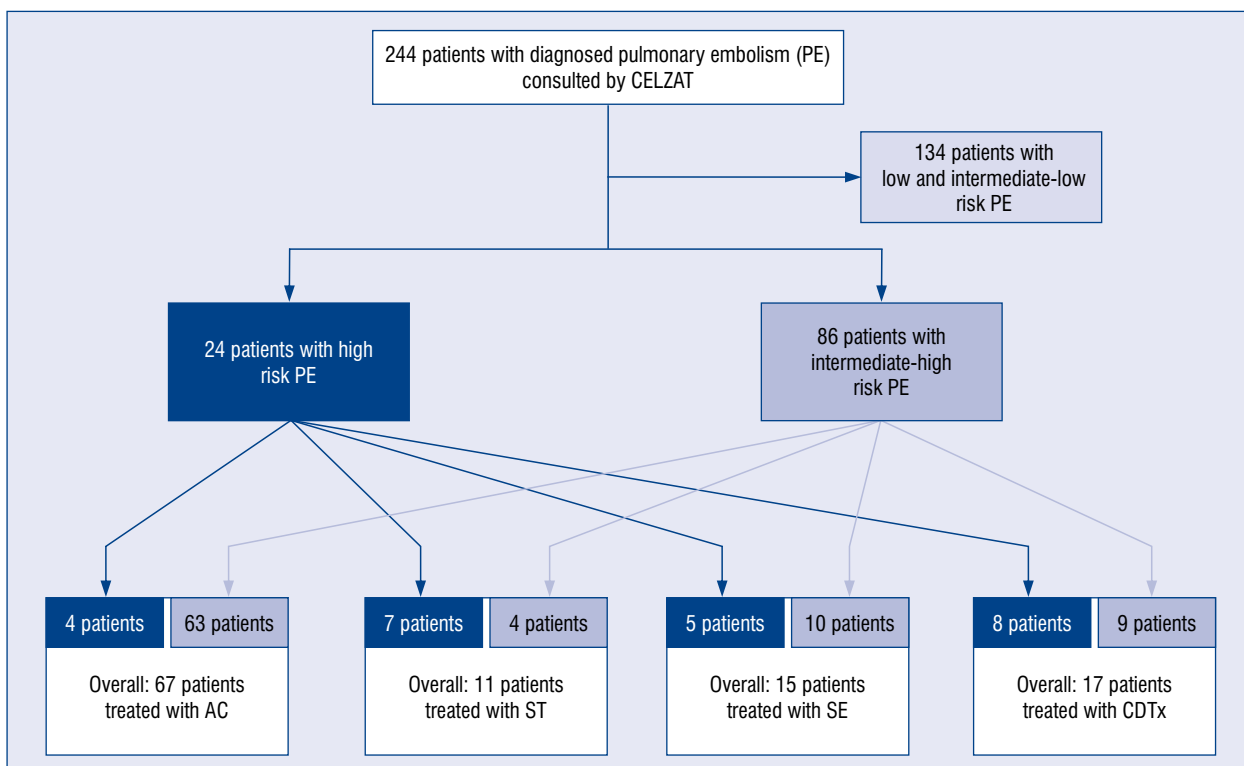 244 patients with diagnosed pulmonary embolism (PE)
consulted by CELZAT
134 patients with
low and intermediate-low
risk PE
24 patients with high
risk PE
86 patients with
intermediate-high
risk PE
4 patients
63 patients
Overall: 67 patients
treated with AC
7 patients
4 patients
Overall: 11 patients
treated with ST
5 patients
10 patients
Overall: 15 patients
treated with SE
8 patients
9 patients
Overall: 17 patients
treated with CDTx